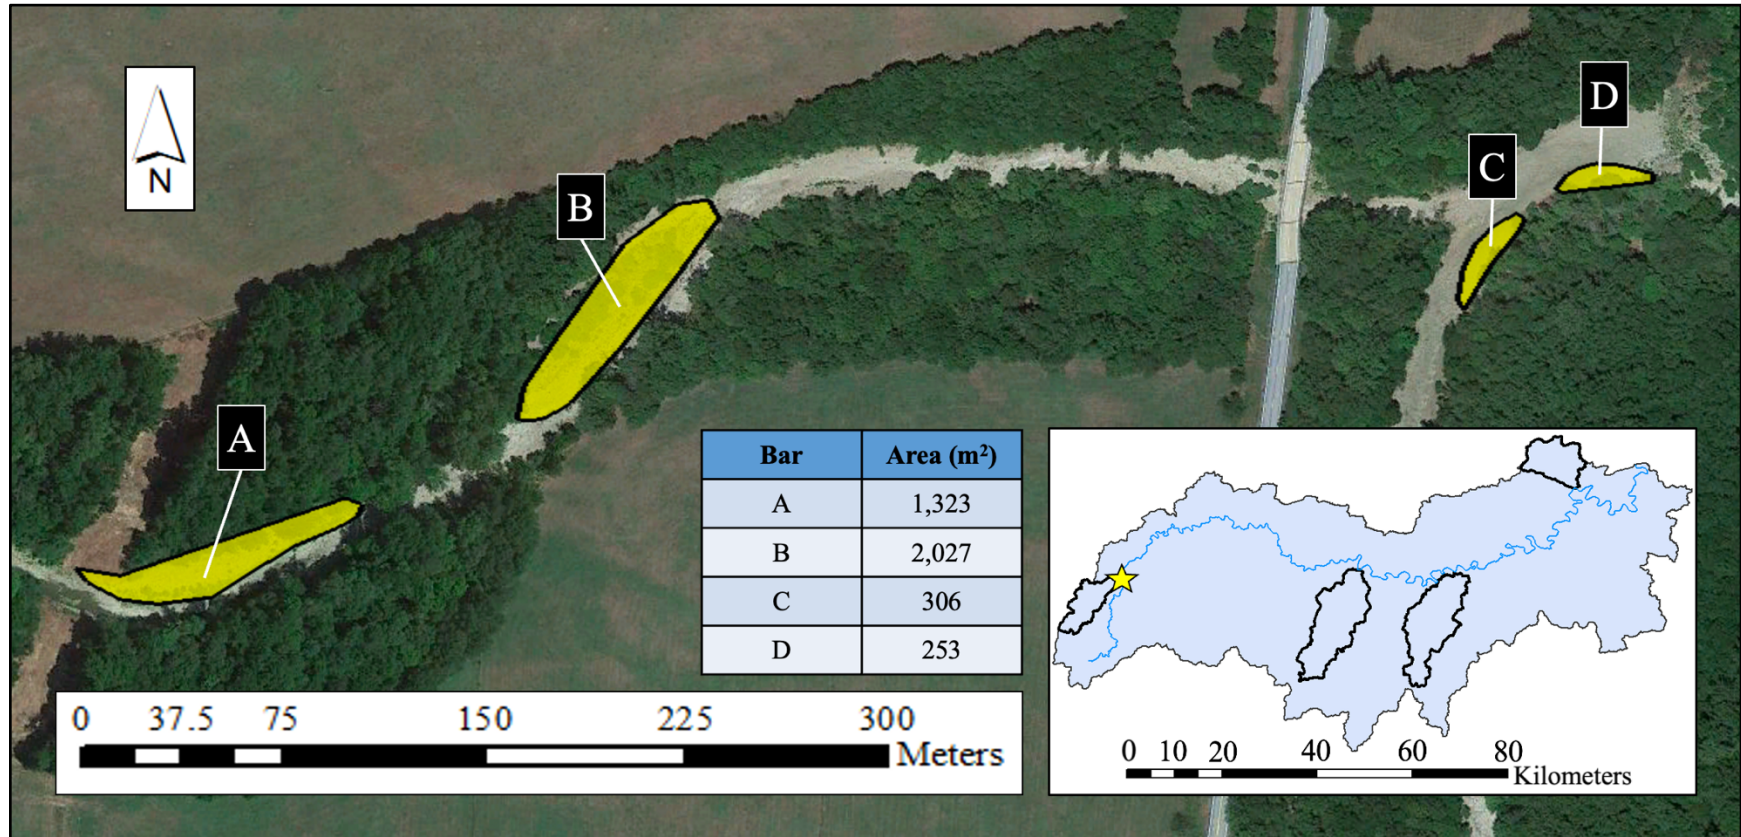 N
A
B
C
D
Bar Area (m²)
A 1,323
B 2,027
C 306
D 253
0 37.5 75 150 225 300
Meters
0 10 20 40 60 80
Kilometers